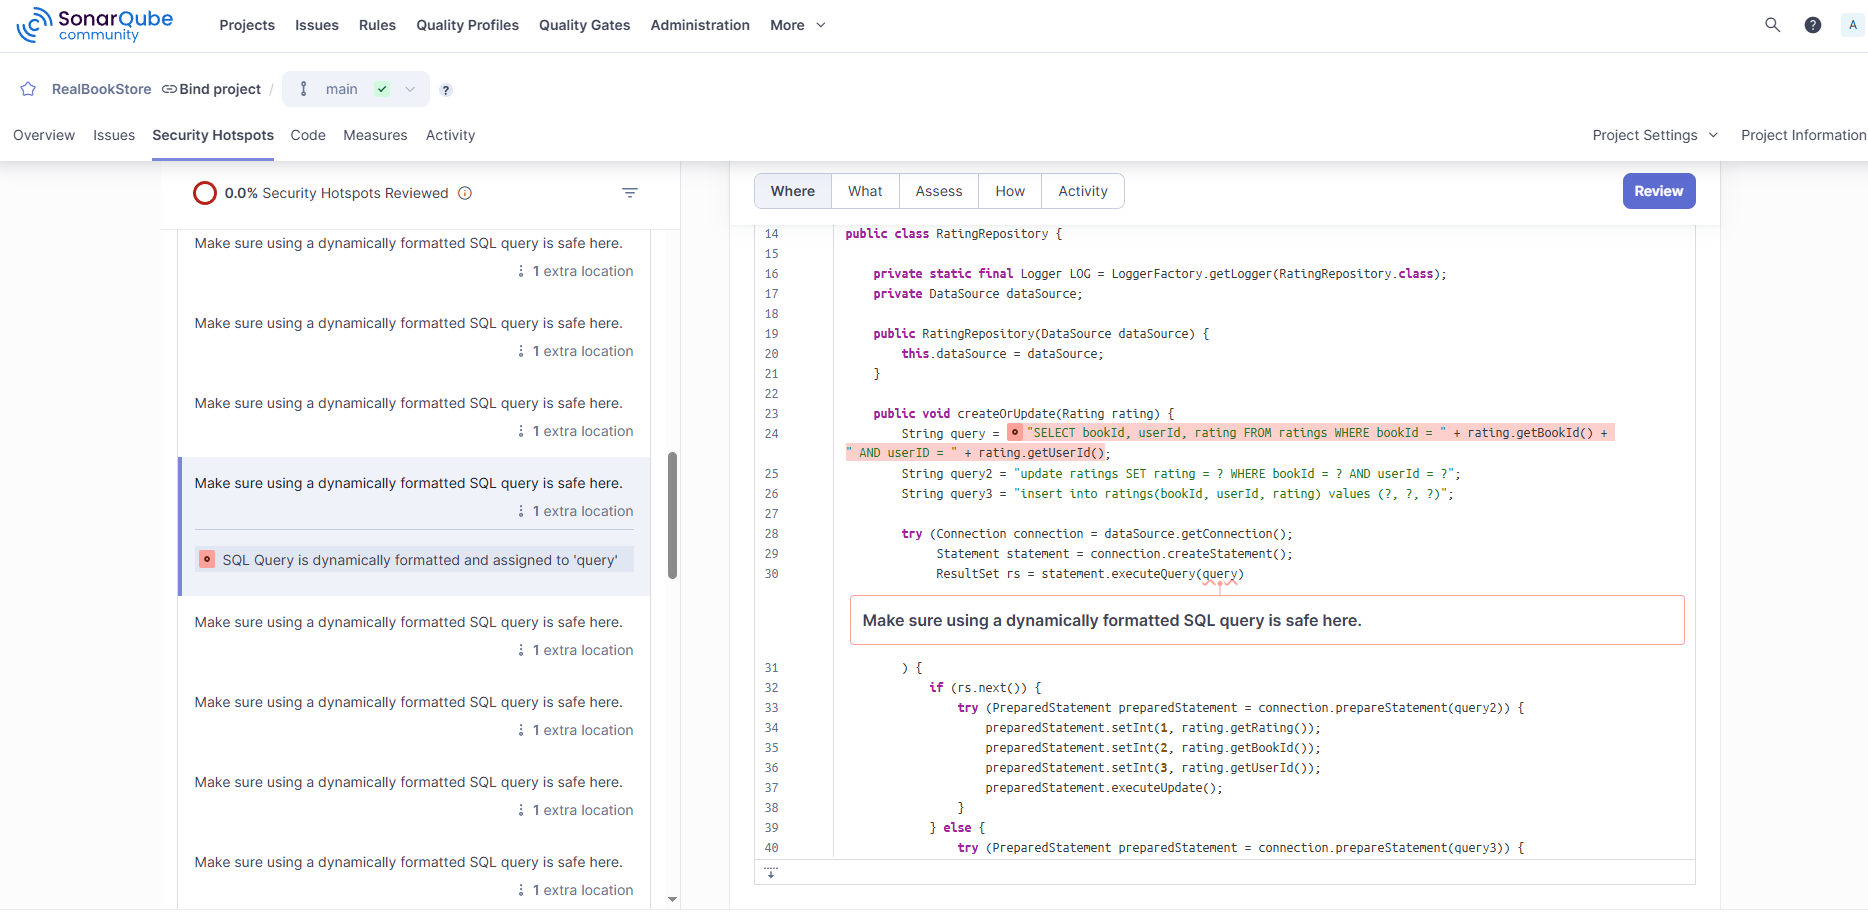 SonarQube
community
Projects Issues Rules Quality Profiles Quality Gates Administration More
? A
RealBookStore Bind project / main ?
Overview Issues Security Hotspots Code Measures Activity
Project Settings Project Information
0.0% Security Hotspots Reviewed
Make sure using a dynamically formatted SQL query is safe here.
1 extra location
Make sure using a dynamically formatted SQL query is safe here.
1 extra location
Make sure using a dynamically formatted SQL query is safe here.
1 extra location
Make sure using a dynamically formatted SQL query is safe here.
1 extra location
SQL Query is dynamically formatted and assigned to 'query'
Make sure using a dynamically formatted SQL query is safe here.
1 extra location
Make sure using a dynamically formatted SQL query is safe here.
1 extra location
Make sure using a dynamically formatted SQL query is safe here.
1 extra location
Make sure using a dynamically formatted SQL query is safe here.
1 extra location
Where What Assess How Activity
Review
14 public class RatingRepository {
15
16 private static final Logger LOG = LoggerFactory.getLogger(RatingRepository.class);
17 private DataSource dataSource;
18
19 public RatingRepository(DataSource dataSource) {
20 this.dataSource = dataSource;
21 }
22
23 public void createOrUpdate(Rating rating) {
24 String query = "SELECT bookId, userId, rating FROM ratings WHERE bookId = " + rating.getBookId() +
" AND userID = " + rating.getUserId();
25 String query2 = "update ratings SET rating = ? WHERE bookId = ? AND userId = ?";
26 String query3 = "insert into ratings(bookId, userId, rating) values (?, ?, ?)";
27
28 try (Connection connection = dataSource.getConnection();
29 Statement statement = connection.createStatement();
30 ResultSet rs = statement.executeQuery(query)
Make sure using a dynamically formatted SQL query is safe here.
31 ) {
32 if (rs.next()) {
33 try (PreparedStatement preparedStatement = connection.prepareStatement(query2)) {
34 preparedStatement.setInt(1, rating.getRating());
35 preparedStatement.setInt(2, rating.getBookId());
36 preparedStatement.setInt(3, rating.getUserId());
37 preparedStatement.executeUpdate();
38 }
39 } else {
40 try (PreparedStatement preparedStatement = connection.prepareStatement(query3)) {